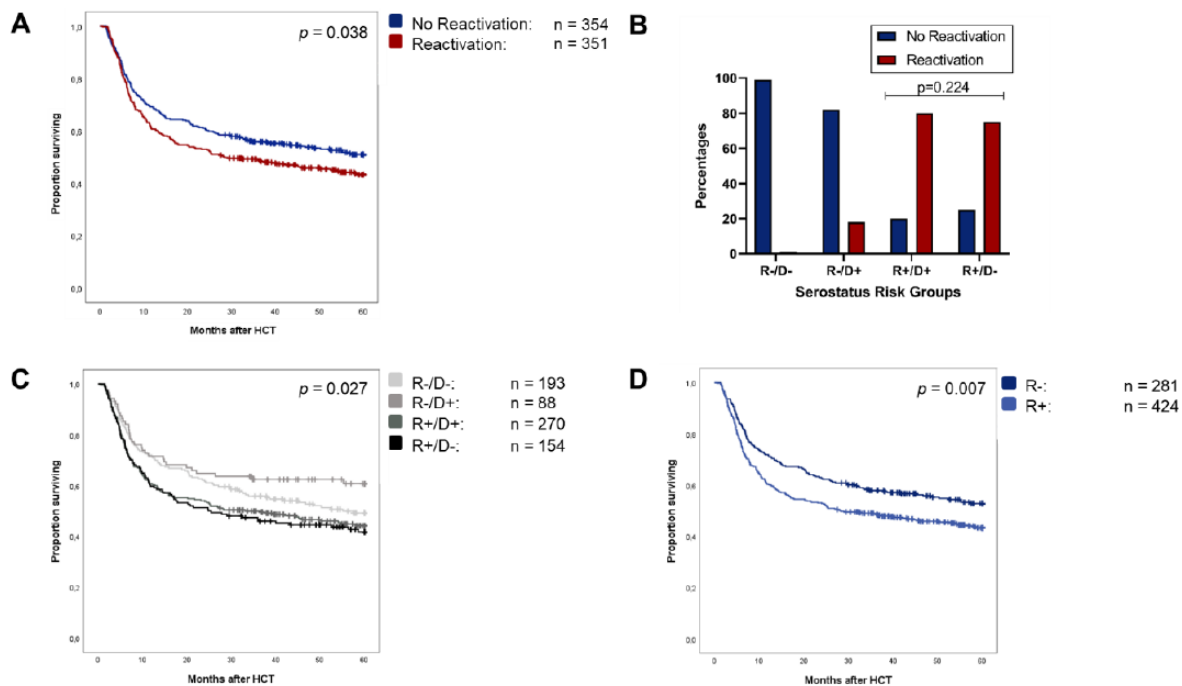 A
p = 0.038
No Reactivation: n = 354
Reactivation: n = 351
Proportion surviving
1,0
0,8
0,6
0,4
0,2
0,0
0 10 20 30 40 50 60
Months after HCT
B
No Reactivation
Reactivation
p=0.224
Percentages
100
80
60
40
20
0
R-/D- R-/D+ R+/D+ R+/D-
Serostatus Risk Groups
C
p = 0.027
R-/D-: n = 193
R-/D+: n = 88
R+/D+: n = 270
R+/D-: n = 154
Proportion surviving
1,0
0,8
0,6
0,4
0,2
0,0
0 10 20 30 40 50 60
Months after HCT
D
p = 0.007
R-: n = 281
R+: n = 424
Proportion surviving
1,0
0,8
0,6
0,4
0,2
0,0
0 10 20 30 40 50 60
Months after HCT